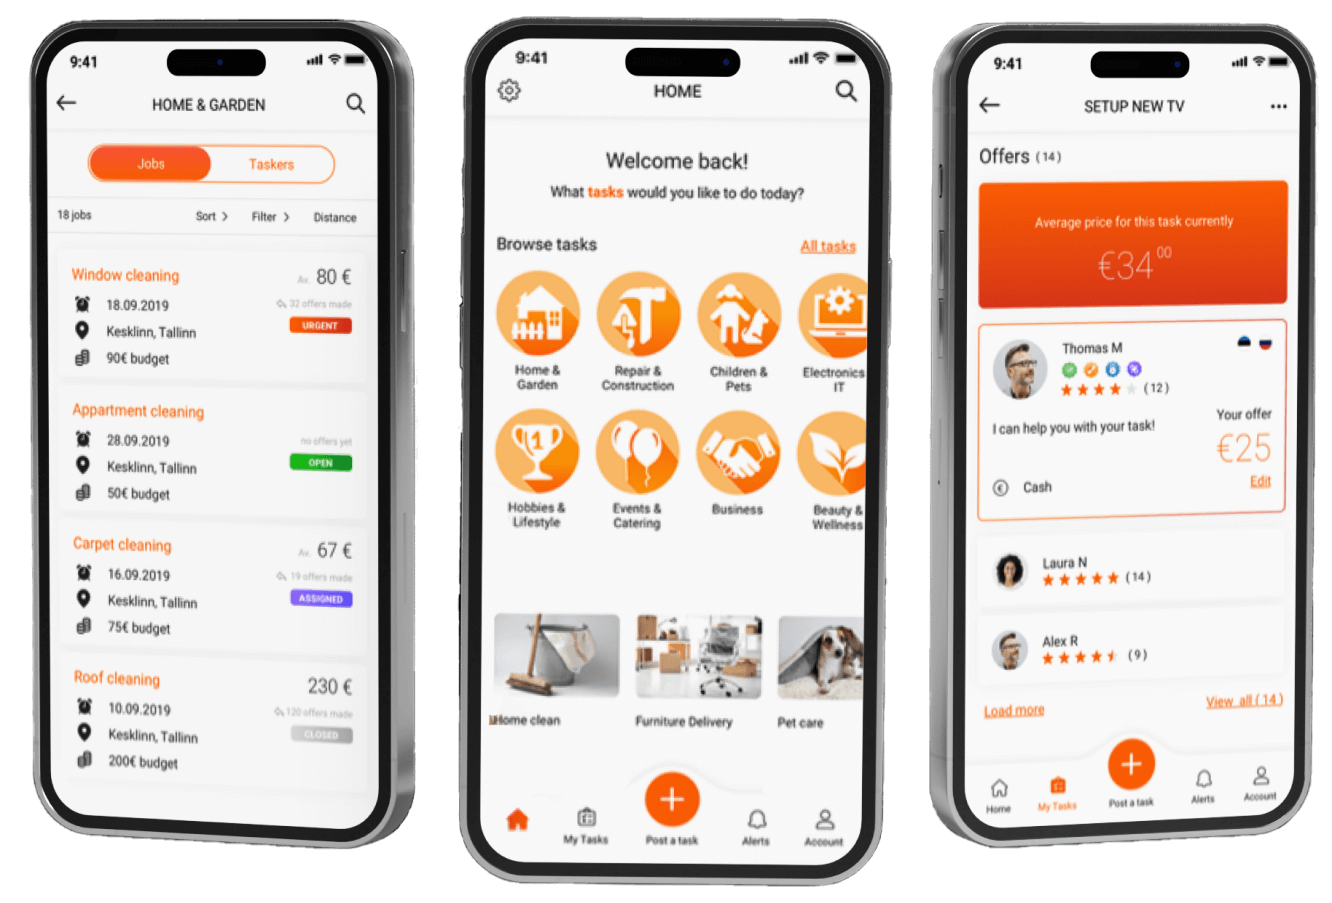 9:41
HOME & GARDEN
Jobs
Taskers
18 jobs
Sort >
Filter >
Distance
Window cleaning
Av. 80 €
18.09.2019
32 offers made
Kesklinn, Tallinn
URGENT
90€ budget
Appartment cleaning
28.09.2019
no offers yet
Kesklinn, Tallinn
OPEN
50€ budget
Carpet cleaning
Av. 67 €
16.09.2019
19 offers made
Kesklinn, Tallinn
ASSIGNED
75€ budget
Roof cleaning
230 €
10.09.2019
120 offers made
Kesklinn, Tallinn
CLOSED
200€ budget
9:41
HOME
Welcome back!
What tasks would you like to do today?
Browse tasks
All tasks
Home &
Garden
Repair &
Construction
Children &
Pets
Electronics
IT
1
Hobbies &
Lifestyle
Events &
Catering
Business
Beauty &
Wellness
Home clean
Furniture Delivery
Pet care
My Tasks
Post a task
Alerts
Account
9:41
SETUP NEW TV
Offers (14)
Average price for this task currently
€34 00
Thomas M
(12)
I can help you with your task!
Your offer
€25
€ Cash
Edit
Laura N
(14)
Alex R
(9)
Load more
View all (14)
Home
My Tasks
Post a task
Alerts
Account